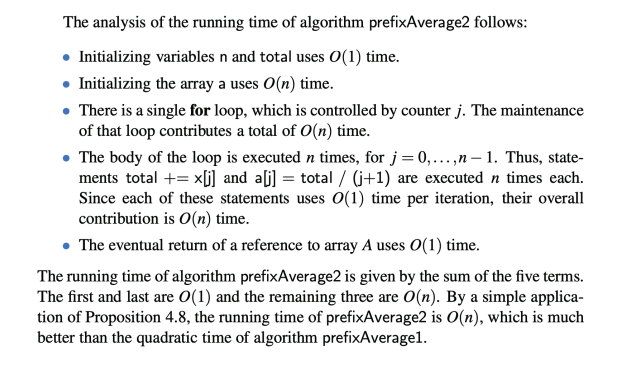 The analysis of the running time of algorithm prefixAverage2 follows:
• Initializing variables n and total uses O(1) time.
• Initializing the array a uses O(n) time.
• There is a single for loop, which is controlled by counter j. The maintenance
of that loop contributes a total of O(n) time.
• The body of the loop is executed n times, for j = 0,...,n − 1. Thus, state-
ments total += x[j] and a[j] = total / (j+1) are executed n times each.
Since each of these statements uses O(1) time per iteration, their overall
contribution is O(n) time.
• The eventual return of a reference to array A uses O(1) time.
The running time of algorithm prefixAverage2 is given by the sum of the five terms.
The first and last are O(1) and the remaining three are O(n). By a simple applica-
tion of Proposition 4.8, the running time of prefixAverage2 is O(n), which is much
better than the quadratic time of algorithm prefixAverage1.